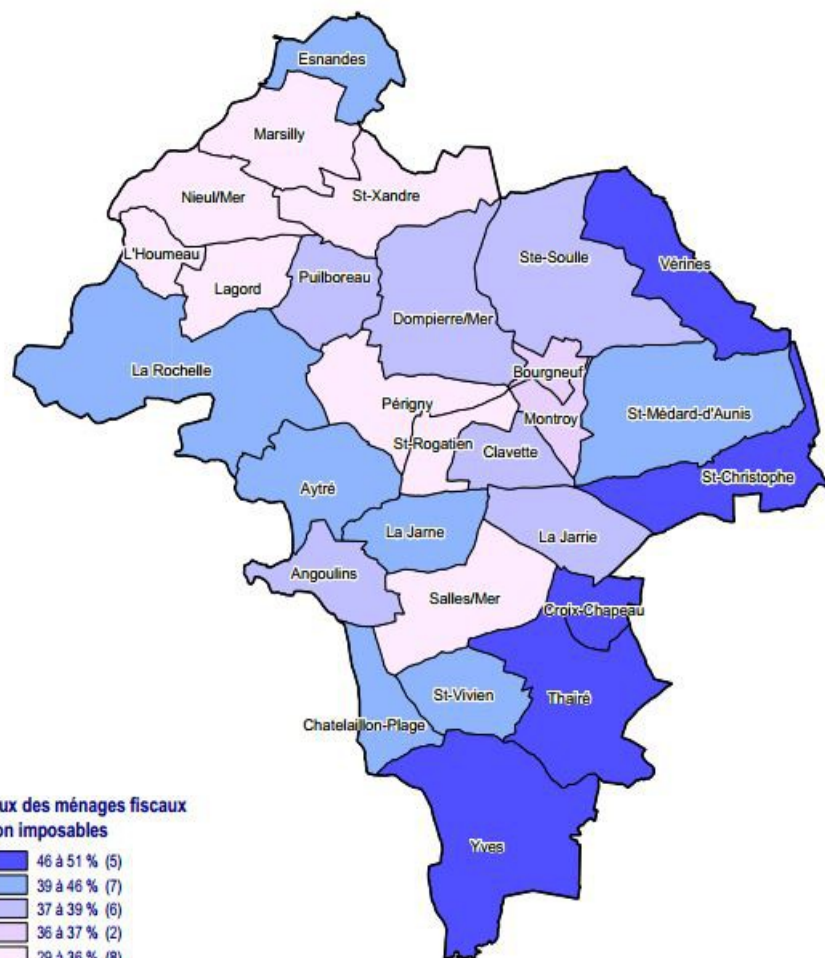 Esnandes
Marsilly
Nieul/Mer
St-Xandre
L'Houmeau
Lagord
Puilboreau
Ste-Soulle
Vérines
Dompierre/Mer
La Rochelle
Bourgneuf
Périgny
Montroy
St-Médard-d'Aunis
St-Rogatien
Clavette
St-Christophe
Aytré
La Jarne
La Jarrie
Angoulins
Salles/Mer
Croix-Chapeau
St-Vivien
Thairé
Chatelaillon-Plage
Yves
ux des ménages fiscaux
on imposables
46 à 51 % (5)
39 à 46 % (7)
37 à 39 % (6)
36 à 37 % (2)
29 à 36 % (8)